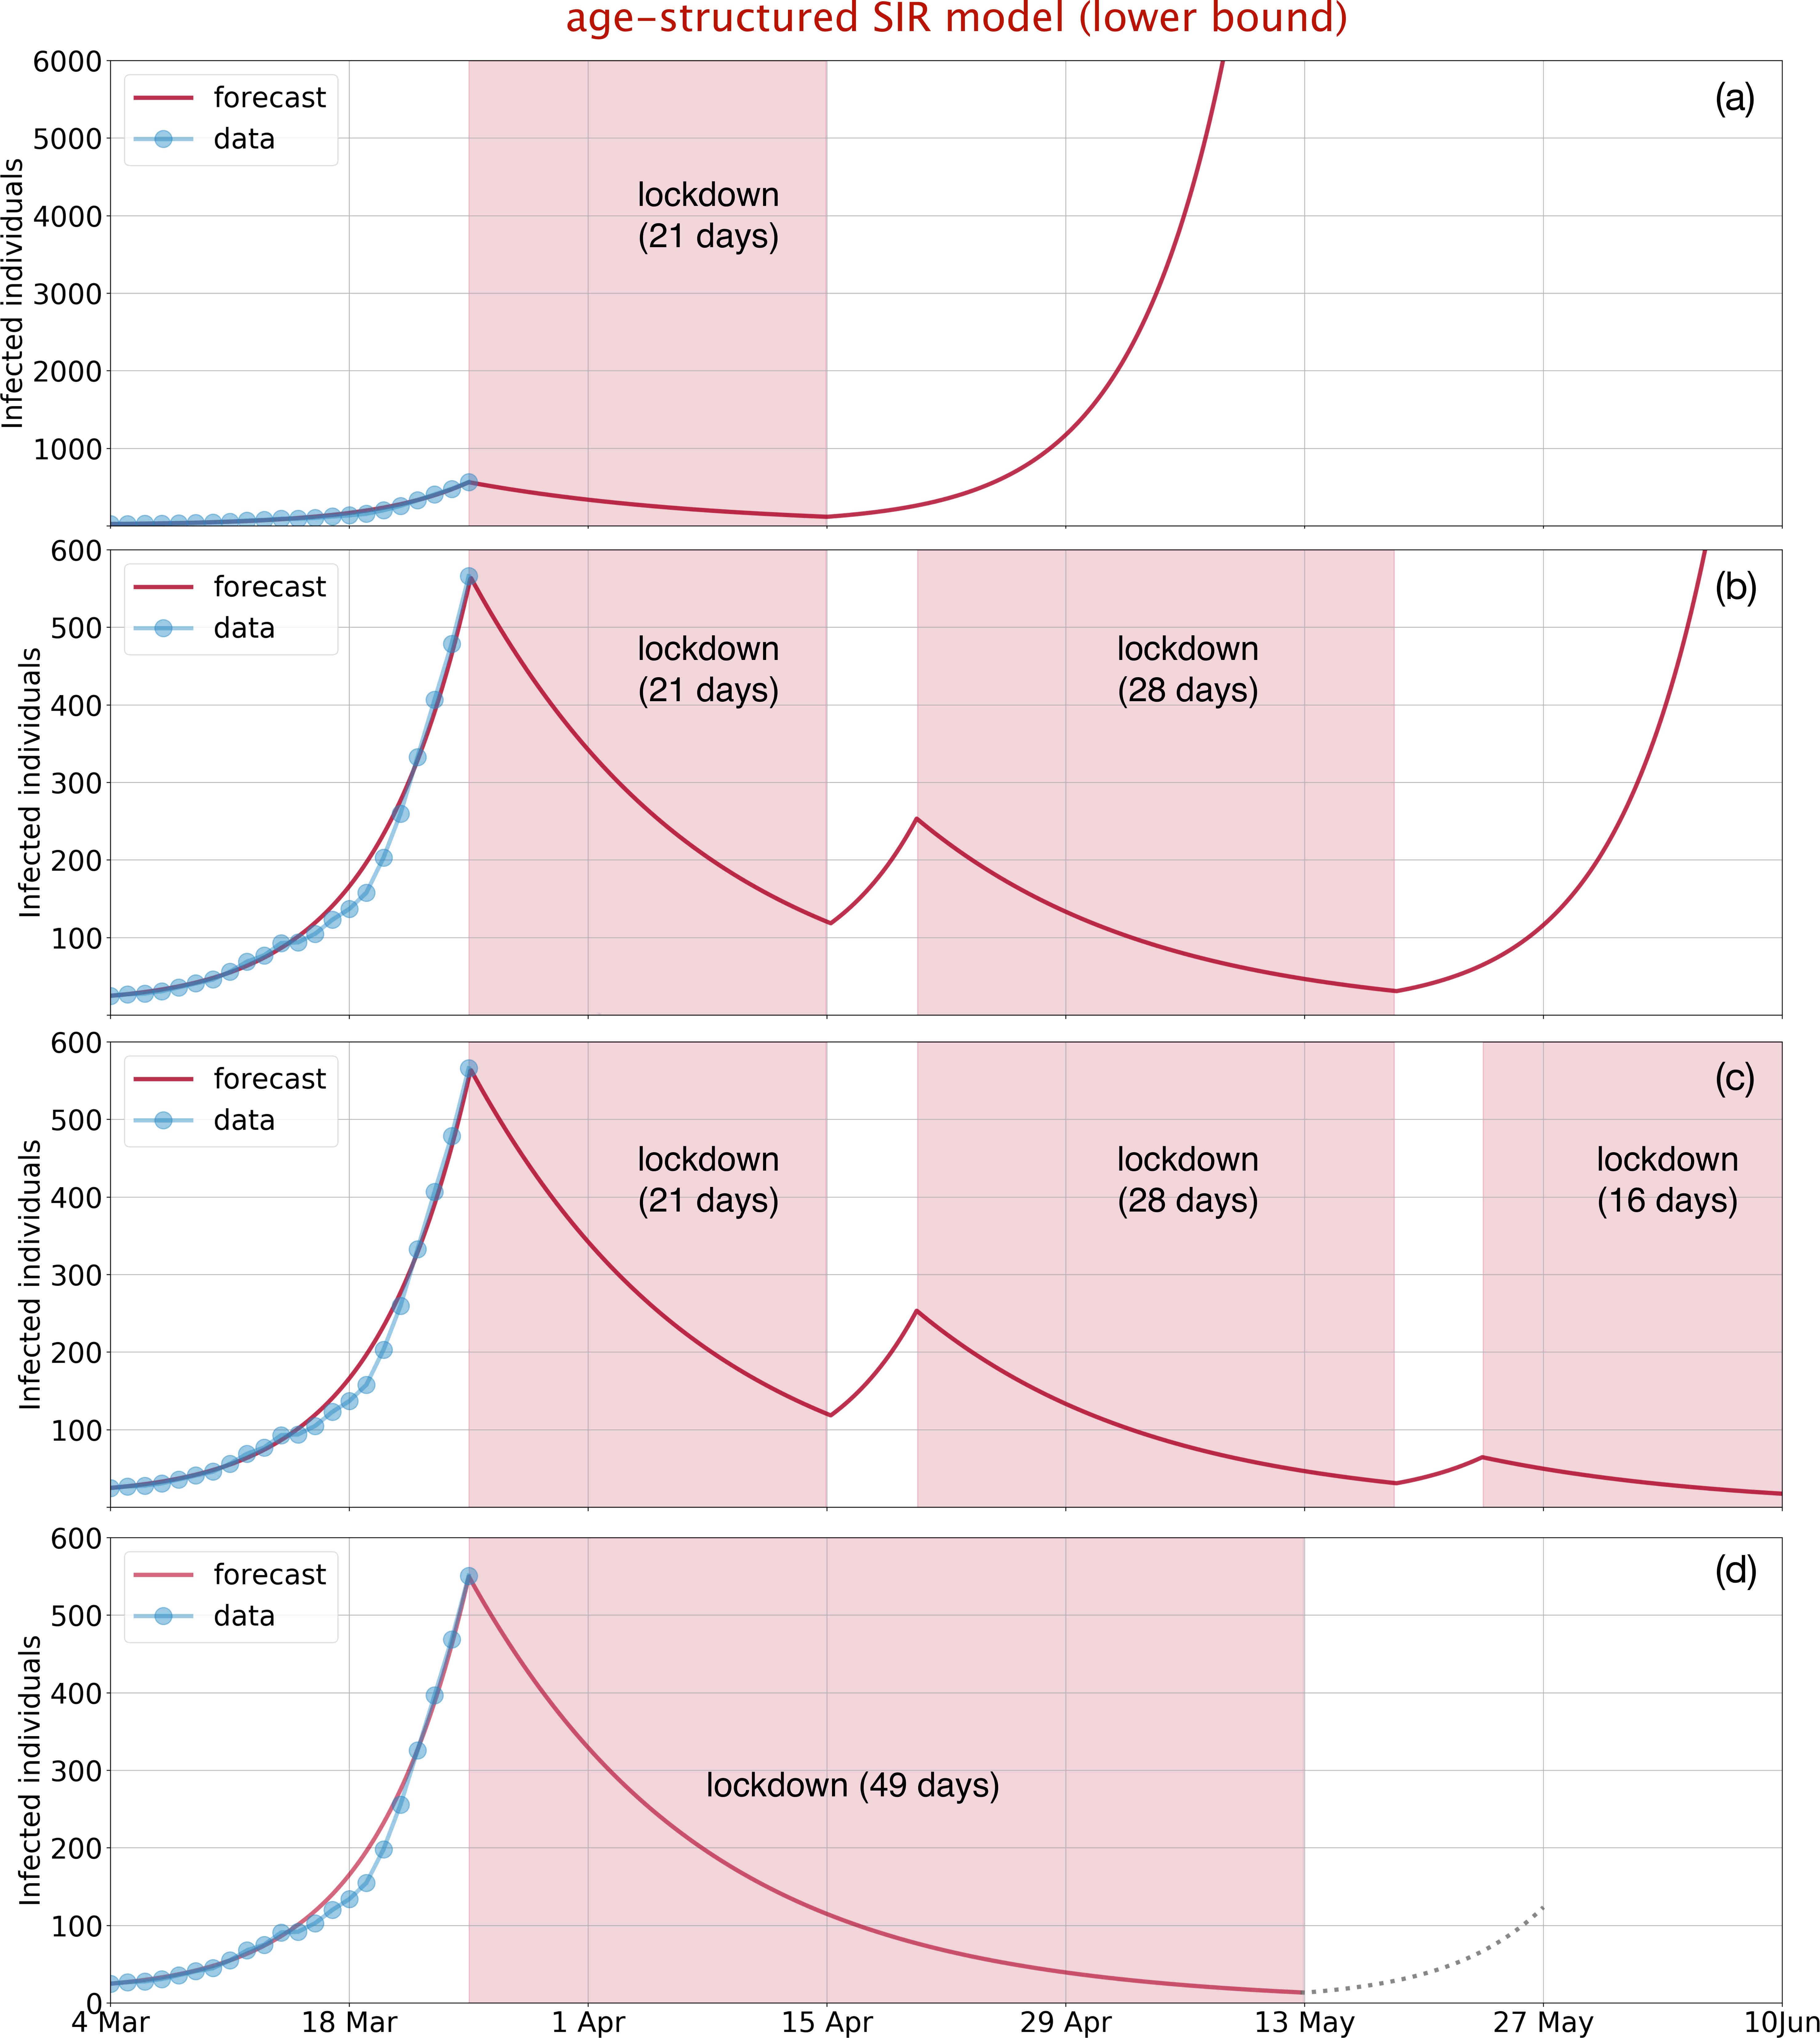 age-structured SIR model (lower bound)
6000
5000
4000
3000
2000
1000
Infected individuals
forecast
data
lockdown
(21 days)
(a)
600
500
400
300
200
100
Infected individuals
forecast
data
lockdown
(21 days)
lockdown
(28 days)
(b)
600
500
400
300
200
100
Infected individuals
forecast
data
lockdown
(21 days)
lockdown
(28 days)
lockdown
(16 days)
(c)
600
500
400
300
200
100
0
Infected individuals
forecast
data
lockdown (49 days)
(d)
4 Mar
18 Mar
1 Apr
15 Apr
29 Apr
13 May
27 May
10Jun